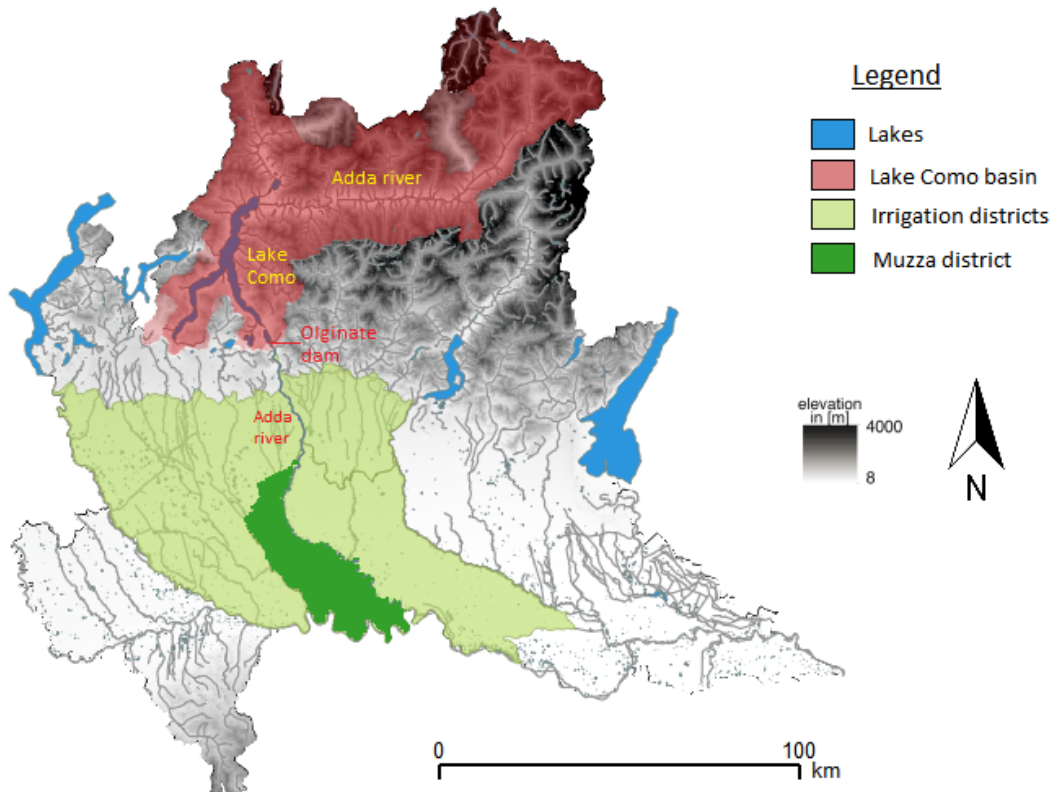 Legend
Lakes
Lake Como basin
Irrigation districts
Muzza district
Adda river
Lake
Como
Olginate
dam
Adda
river
elevation
in [m]
4000
8
N
0
100
km